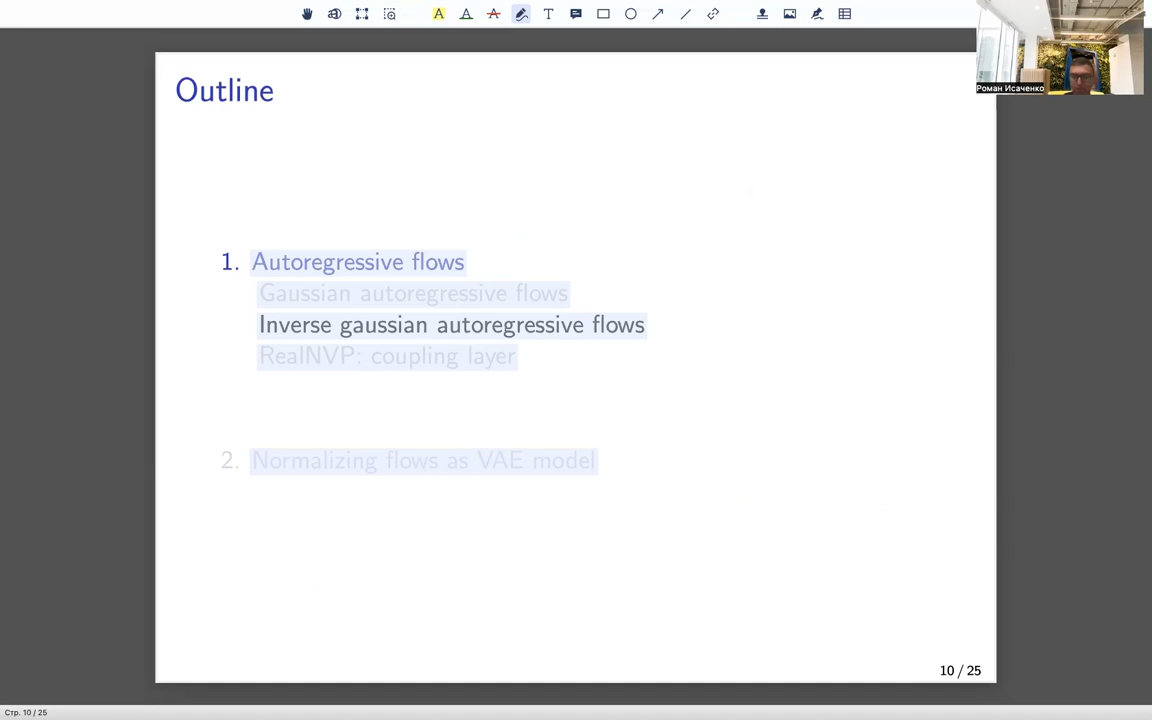 Outline
Роман Исаченко
1. Autoregressive flows
Gaussian autoregressive flows
Inverse gaussian autoregressive flows
RealNVP: coupling layer
2. Normalizing flows as VAE model
10 / 25
Стр. 10 / 25